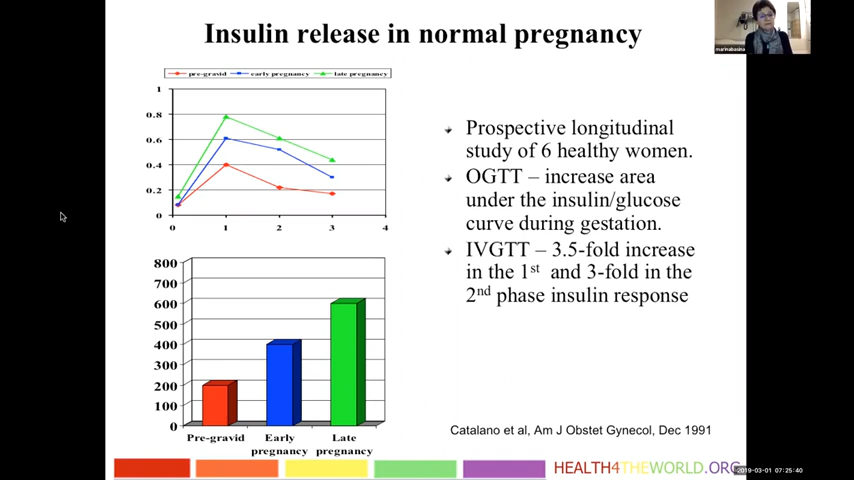 Insulin release in normal pregnancy
marinabasina
pre-gravid early pregnancy late pregnancy
1
0.8
0.6
0.4
0.2
0
0 1 2 3 4
Prospective longitudinal
study of 6 healthy women.
OGTT – increase area
under the insulin/glucose
curve during gestation.
IVGTT – 3.5-fold increase
in the 1st and 3-fold in the
2nd phase insulin response
800
700
600
500
400
300
200
100
0
Pre-gravid Early Late
pregnancy pregnancy
Catalano et al, Am J Obstet Gynecol, Dec 1991
HEALTH4THEWORLD.ORG
2019-03-01 07:25:40